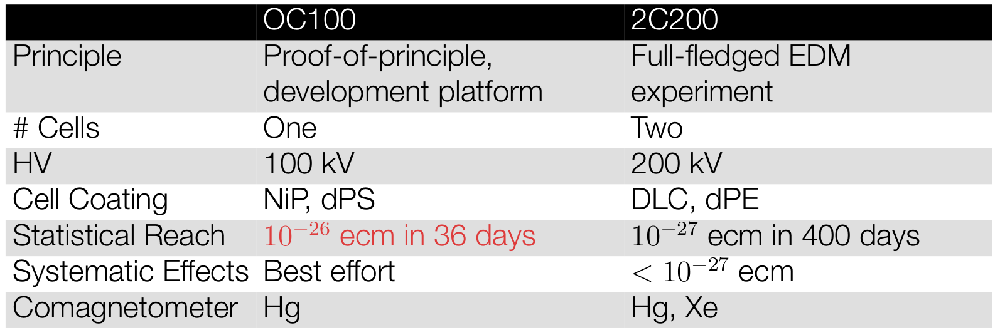 OC100 2C200
Principle Proof-of-principle, Full-fledged EDM
development platform experiment
# Cells One Two
HV 100 kV 200 kV
Cell Coating NiP, dPS DLC, dPE
Statistical Reach 10⁻²⁶ ecm in 36 days 10⁻²⁷ ecm in 400 days
Systematic Effects Best effort < 10⁻²⁷ ecm
Comagnetometer Hg Hg, Xe